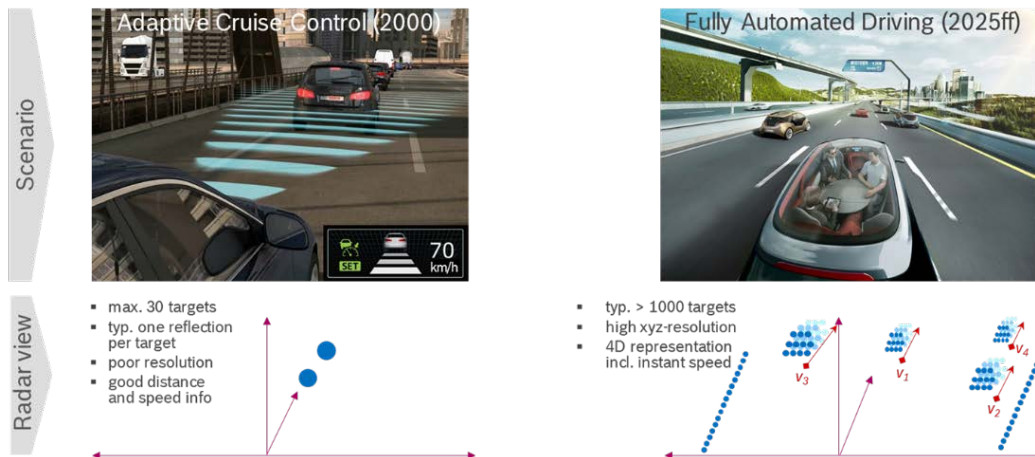 Adaptive Cruise Control (2000)
Fully Automated Driving (2025ff)
Scenario
70
km/h
SET
Radar view
▪ max. 30 targets
▪ typ. one reflection
per target
▪ poor resolution
▪ good distance
and speed info
▪ typ. > 1000 targets
▪ high xyz-resolution
▪ 4D representation
incl. instant speed
v3
v1
v4
v2